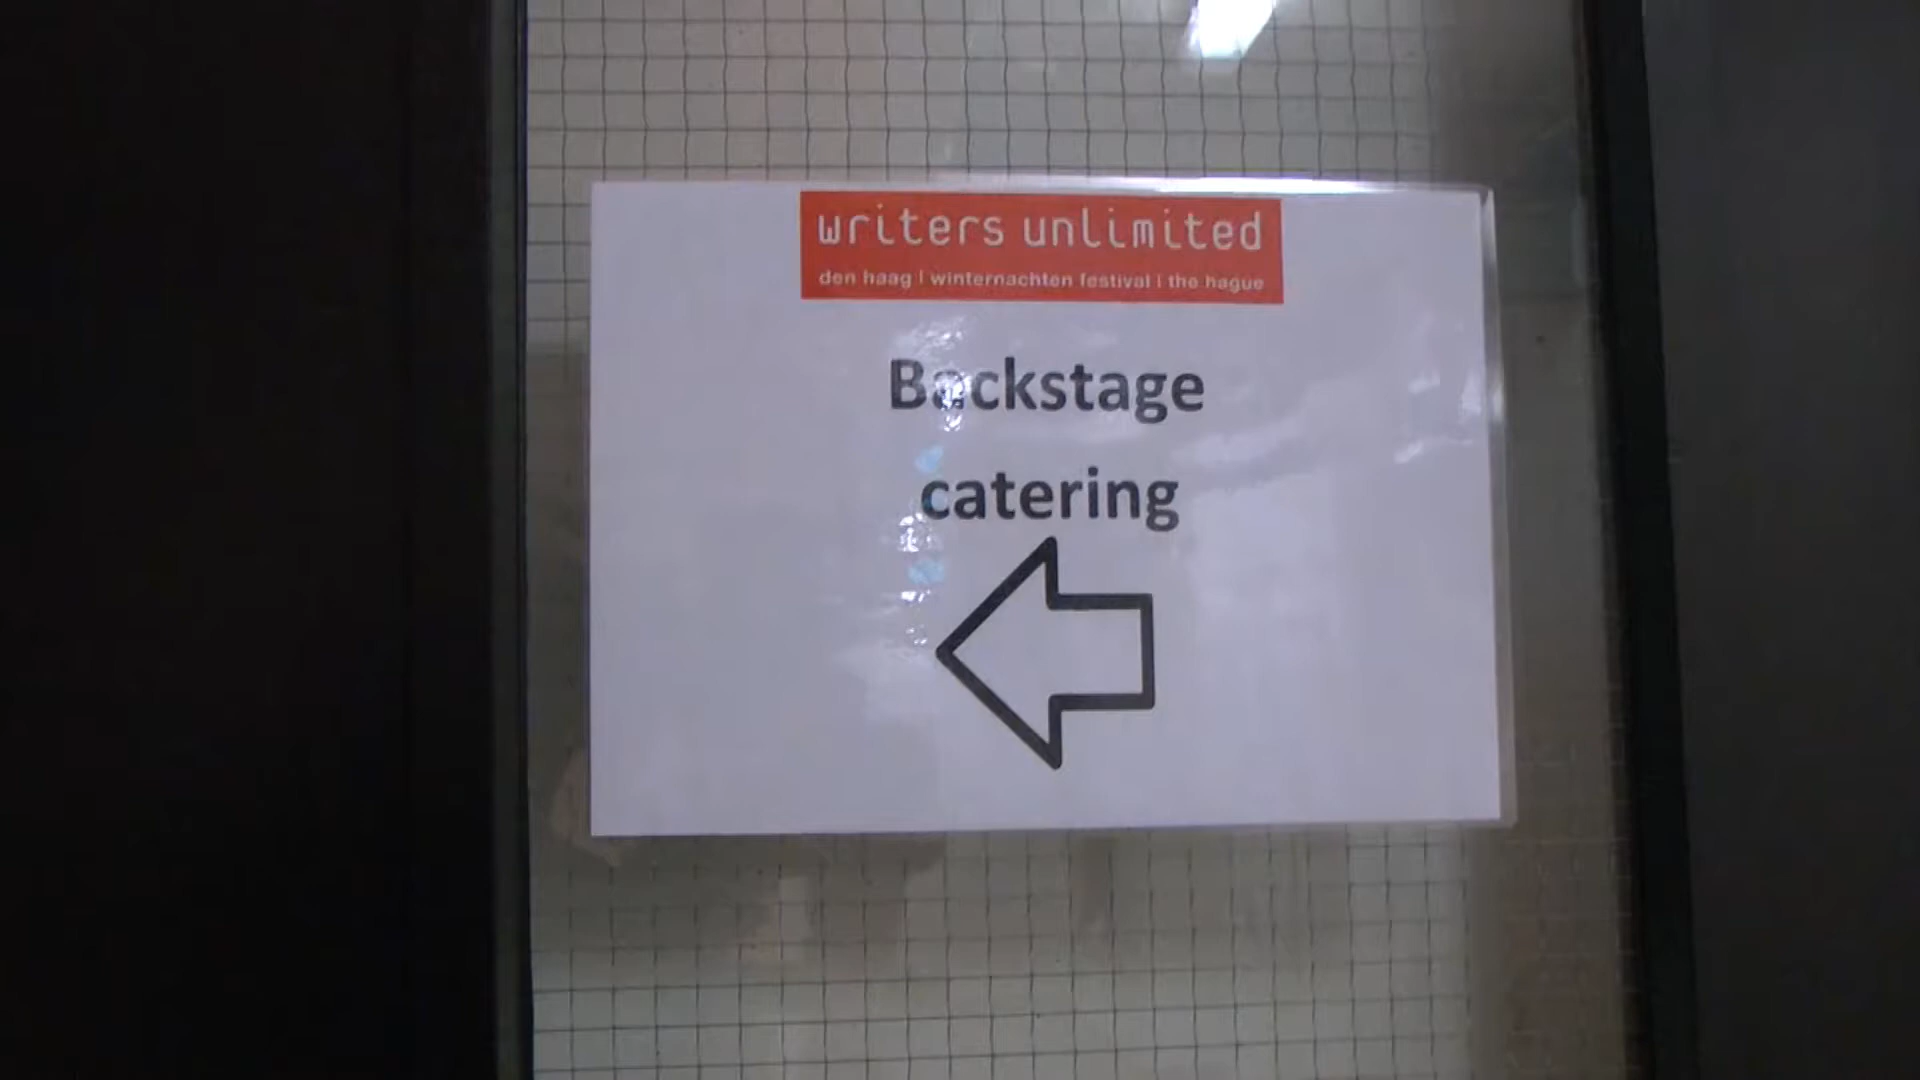 writers unlimited
den haag | winternachten festival | the hague
Backstage
catering